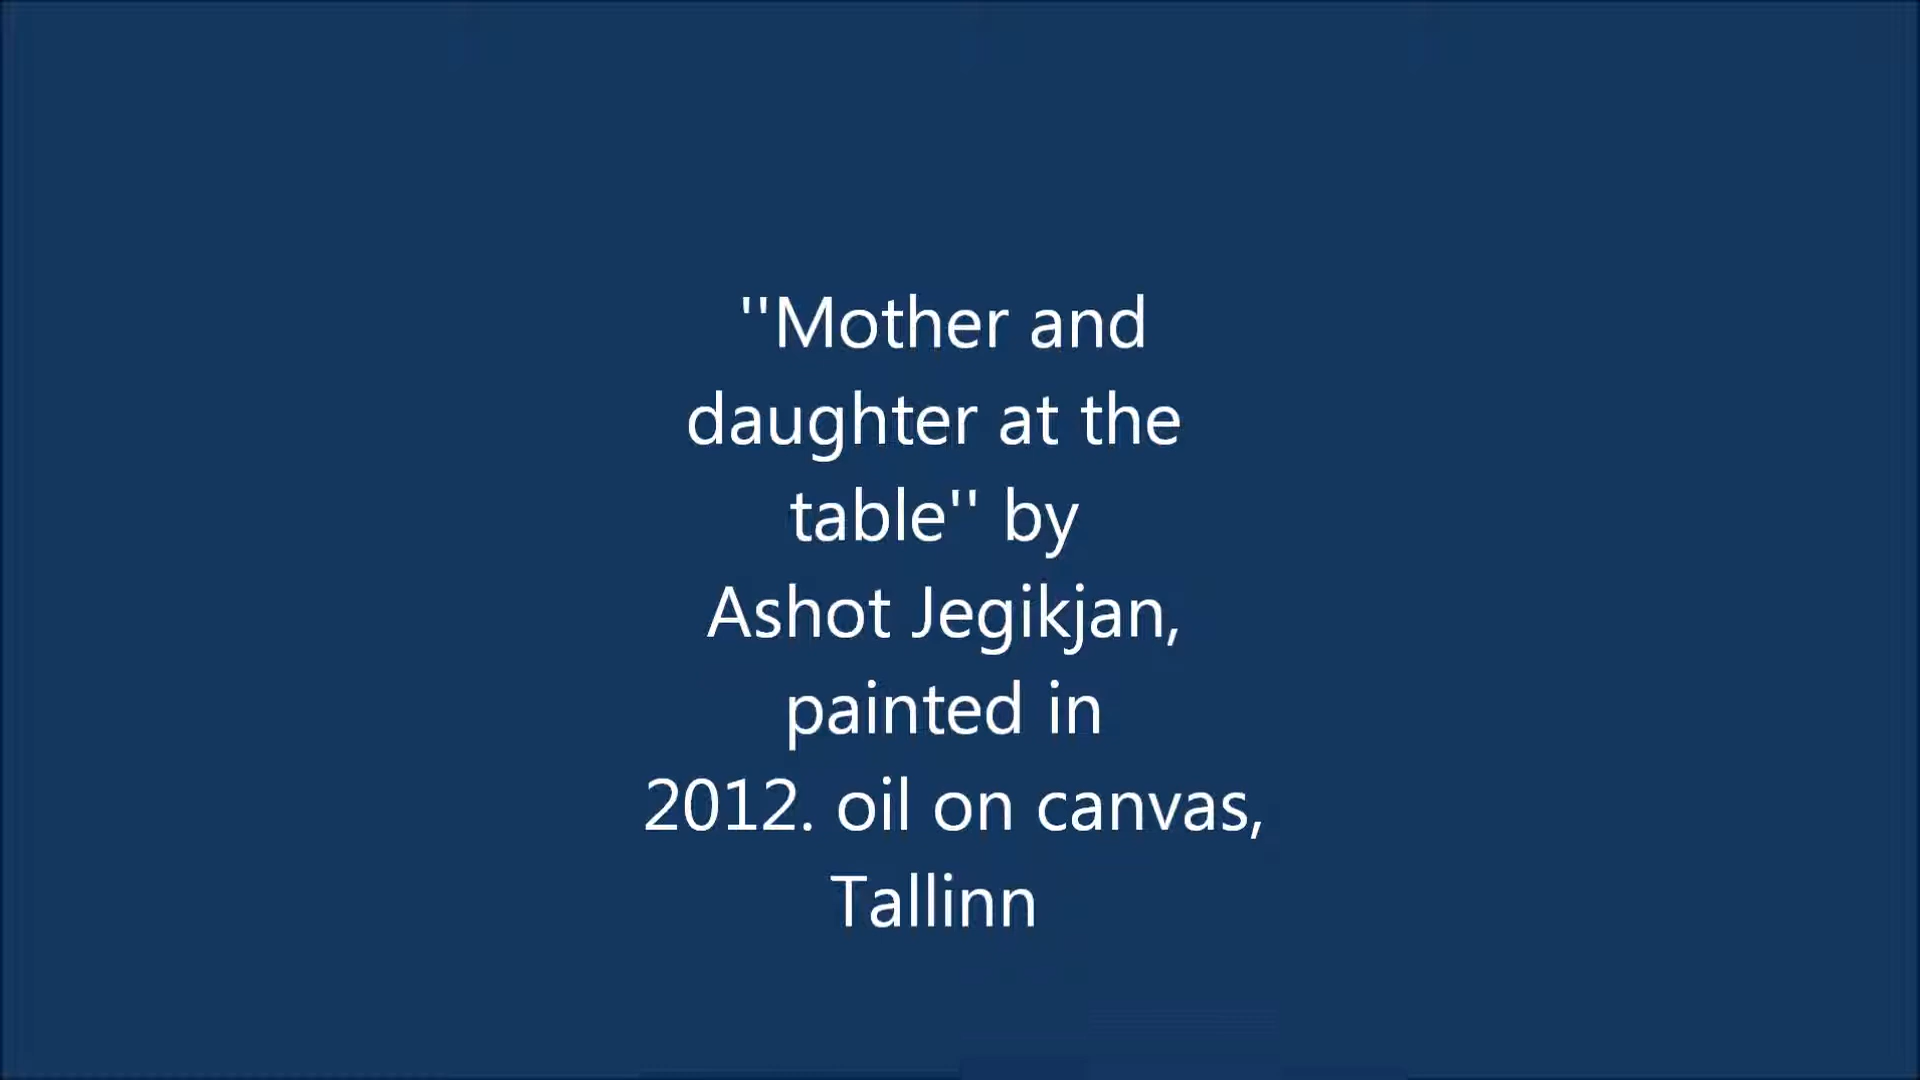 ''Mother and
daughter at the
table'' by
Ashot Jegikjan,
painted in
2012. oil on canvas,
Tallinn